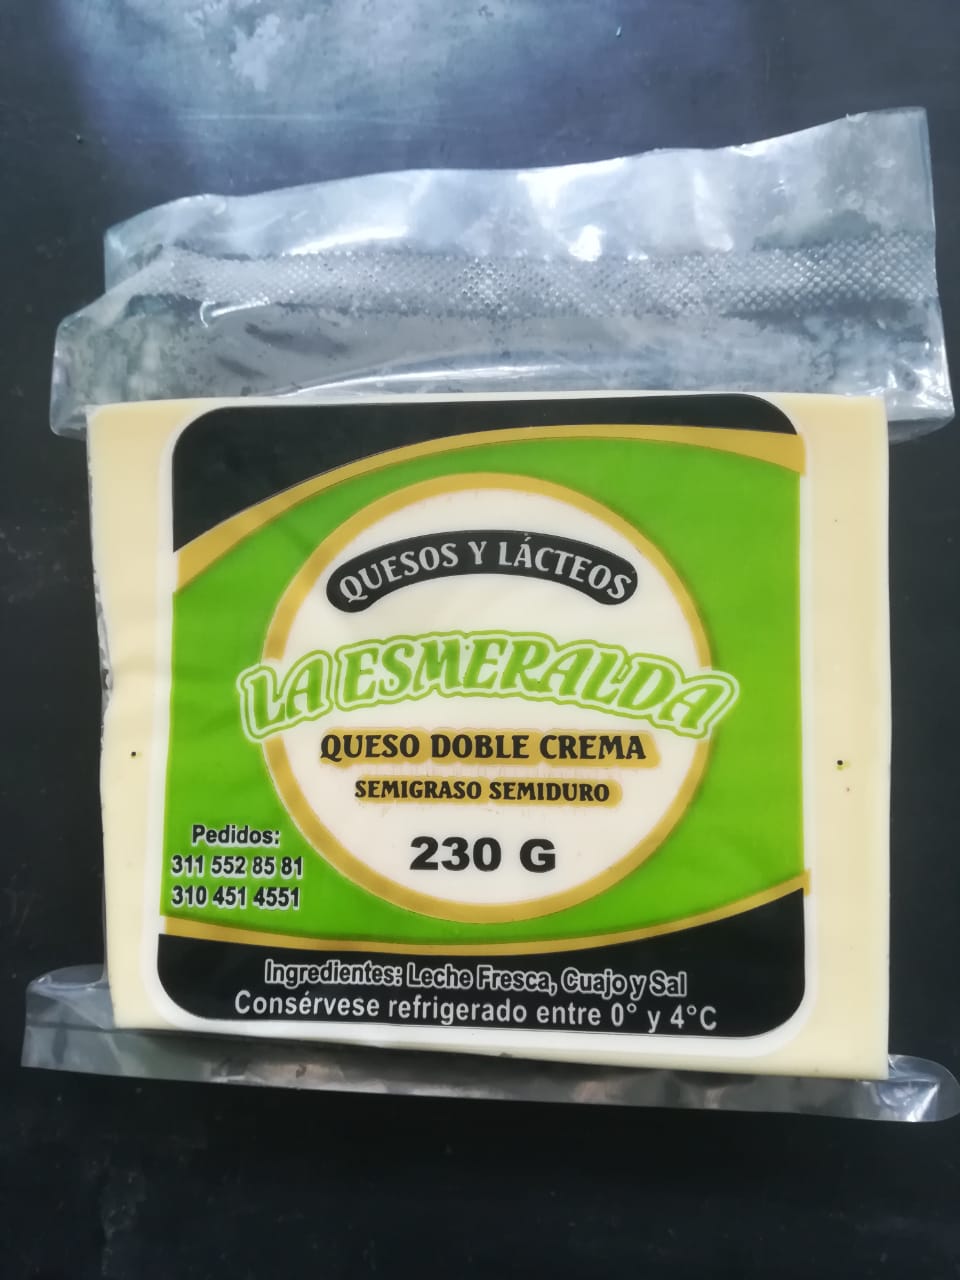 QUESOS Y LÁCTEOS
LA ESMERALDA
QUESO DOBLE CREMA
SEMIGRASO SEMIDURO
230 G
Pedidos:
311 552 85 81
310 451 4551
Ingredientes: Leche Fresca, Cuajo y Sal
Consérvese refrigerado entre 0° y 4°C